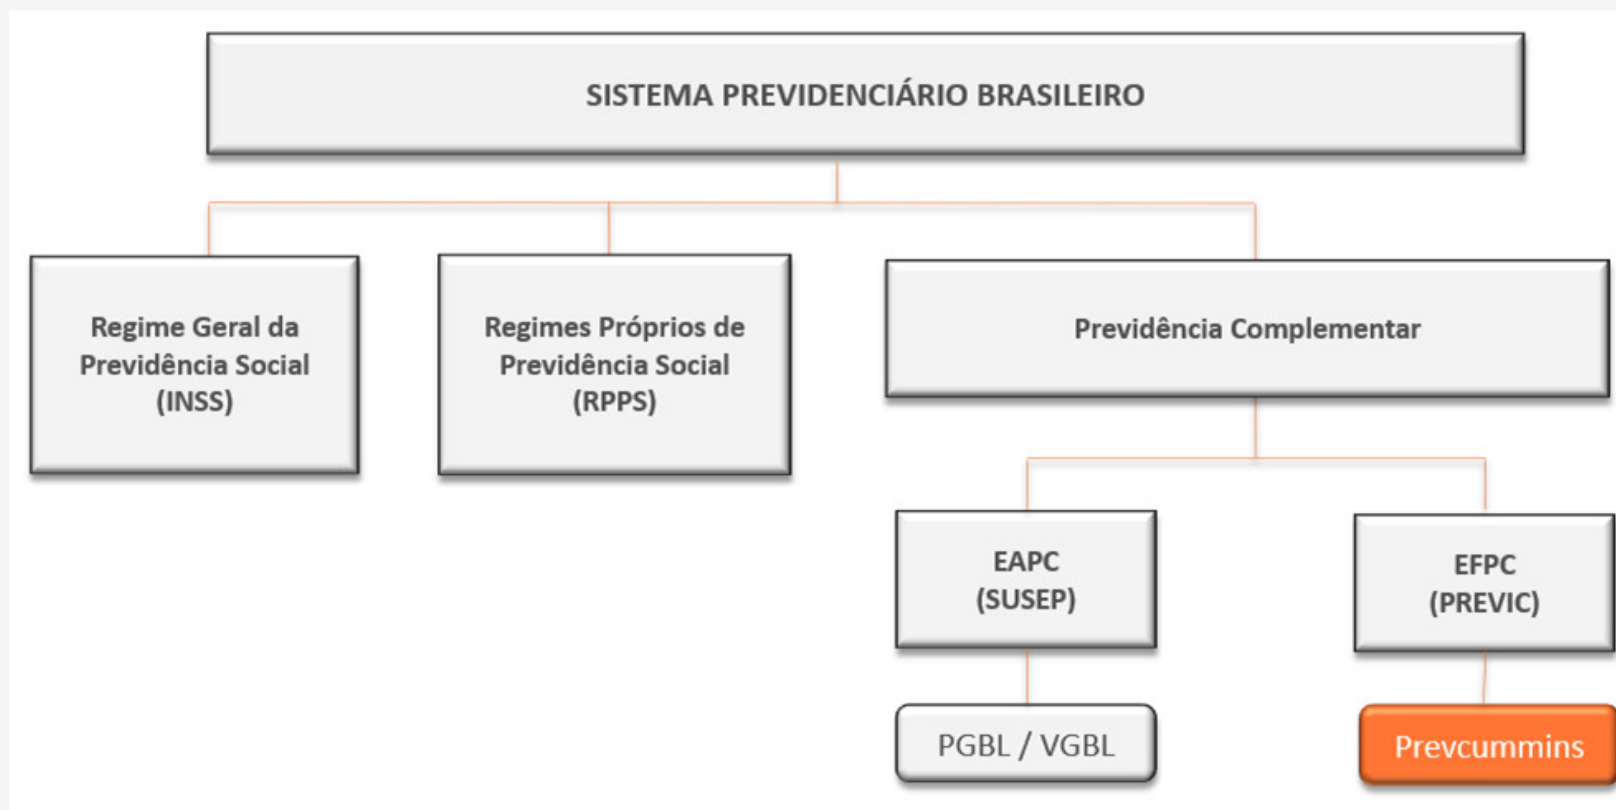 SISTEMA PREVIDENCIÁRIO BRASILEIRO
Regime Geral da
Previdência Social
(INSS)
Regimes Próprios de
Previdência Social
(RPPS)
Previdência Complementar
EAPC
(SUSEP)
EFPC
(PREVIC)
PGBL / VGBL
Prevcummins